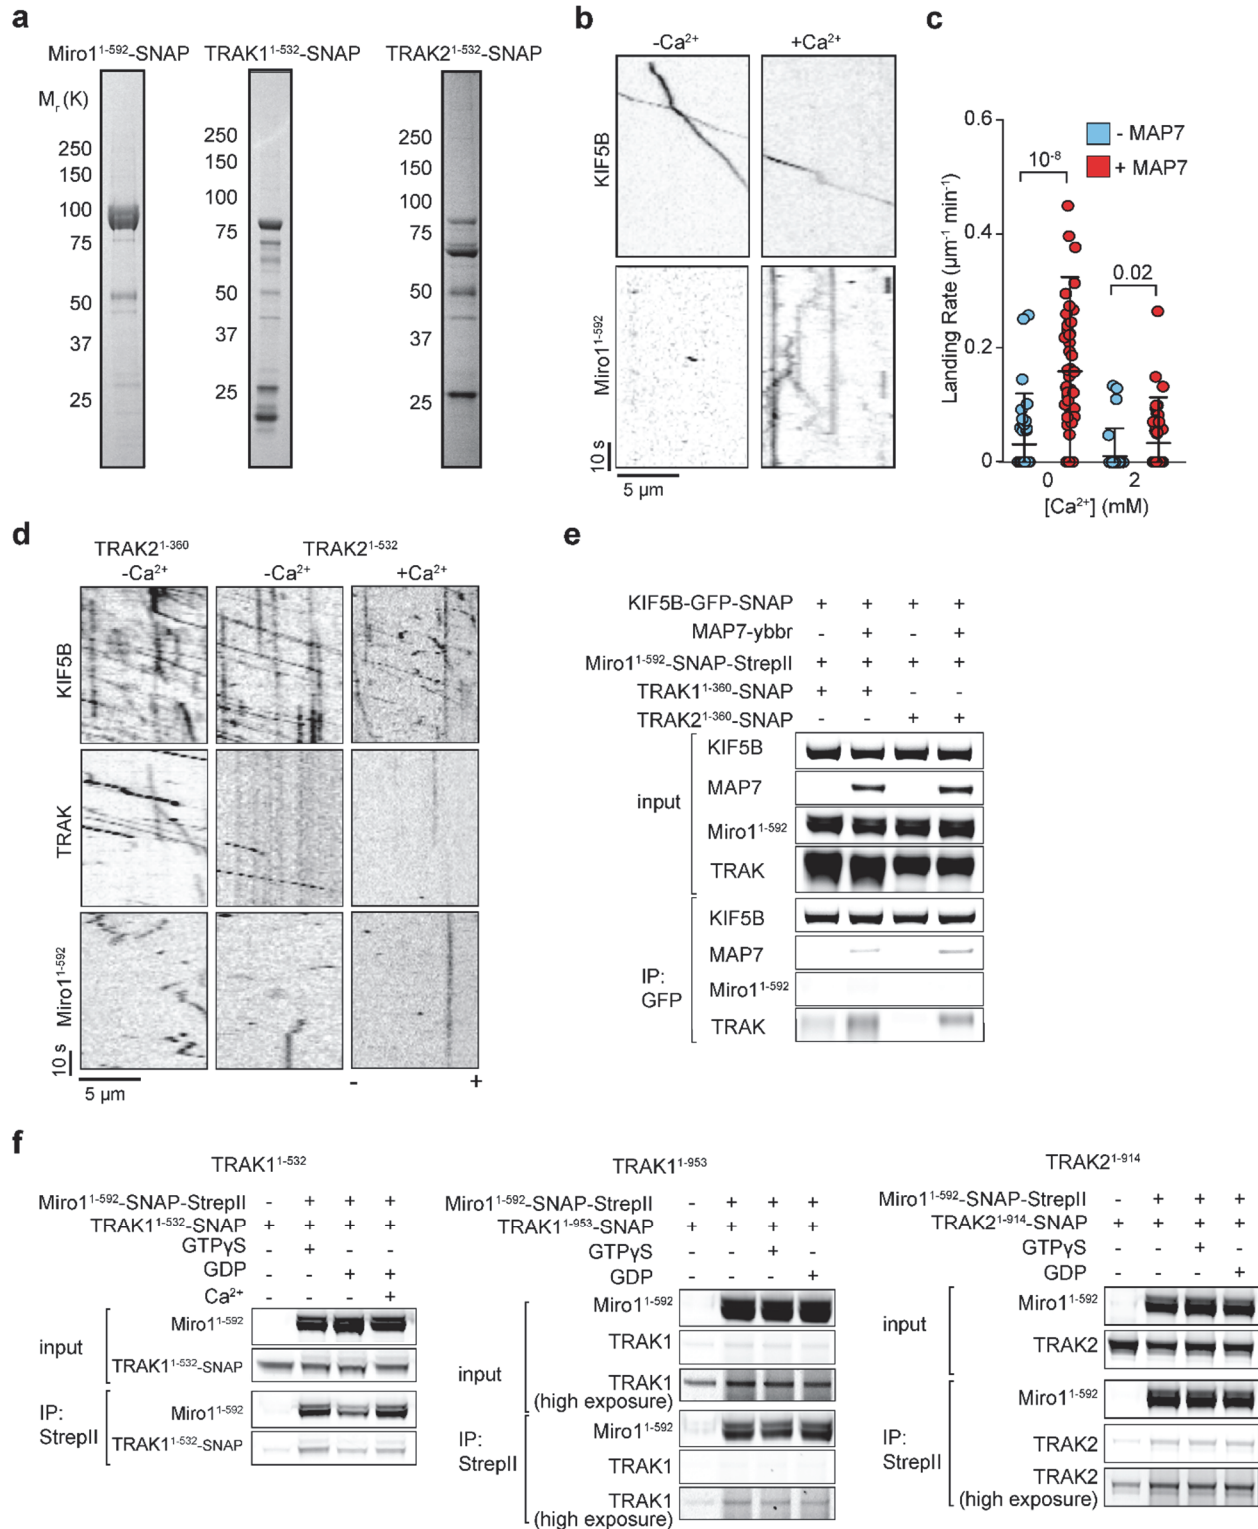 a
Miro1¹⁻⁵⁹²-SNAP TRAK1¹⁻⁵³²-SNAP TRAK2¹⁻⁵³²-SNAP
Mr (K)
250
150
100
75
50
37
25
250
150
100
75
50
37
25
250
150
100
75
50
37
25
b
-Ca²⁺ +Ca²⁺
KIF5B
Miro1¹⁻⁵⁹²
10 s
5 µm
c
Landing Rate (µm⁻¹ min⁻¹)
0.6
0.4
0.2
0
- MAP7
+ MAP7
10⁻⁸
0.02
0 2
[Ca²⁺] (mM)
d
TRAK2¹⁻³⁶⁰ TRAK2¹⁻⁵³²
-Ca²⁺ -Ca²⁺ +Ca²⁺
KIF5B
TRAK
Miro1¹⁻⁵⁹²
10 s
5 µm
- +
e
KIF5B-GFP-SNAP + + + +
MAP7-ybbr - + - +
Miro1¹⁻⁵⁹²-SNAP-StrepII + + + +
TRAK1¹⁻³⁶⁰-SNAP + + - -
TRAK2¹⁻³⁶⁰-SNAP - - + +
input
KIF5B
MAP7
Miro1¹⁻⁵⁹²
TRAK
IP:
GFP
KIF5B
MAP7
Miro1¹⁻⁵⁹²
TRAK
f
TRAK1¹⁻⁵³²
Miro1¹⁻⁵⁹²-SNAP-StrepII - + + +
TRAK1¹⁻⁵³²-SNAP + + + +
GTPγS - + - -
GDP - - + +
Ca²⁺ - - - +
input
Miro1¹⁻⁵⁹²
TRAK1¹⁻⁵³²-SNAP
IP:
StrepII
Miro1¹⁻⁵⁹²
TRAK1¹⁻⁵³²-SNAP
TRAK1¹⁻⁹⁵³
Miro1¹⁻⁵⁹²-SNAP-StrepII - + + +
TRAK1¹⁻⁹⁵³-SNAP + + + +
GTPγS - - + -
GDP - - - +
input
Miro1¹⁻⁵⁹²
TRAK1
TRAK1
(high exposure)
IP:
StrepII
Miro1¹⁻⁵⁹²
TRAK1
TRAK1
(high exposure)
TRAK2¹⁻⁹¹⁴
Miro1¹⁻⁵⁹²-SNAP-StrepII - + + +
TRAK2¹⁻⁹¹⁴-SNAP + + + +
GTPγS - - + -
GDP - - - +
input
Miro1¹⁻⁵⁹²
TRAK2
IP:
StrepII
Miro1¹⁻⁵⁹²
TRAK2
TRAK2
(high exposure)